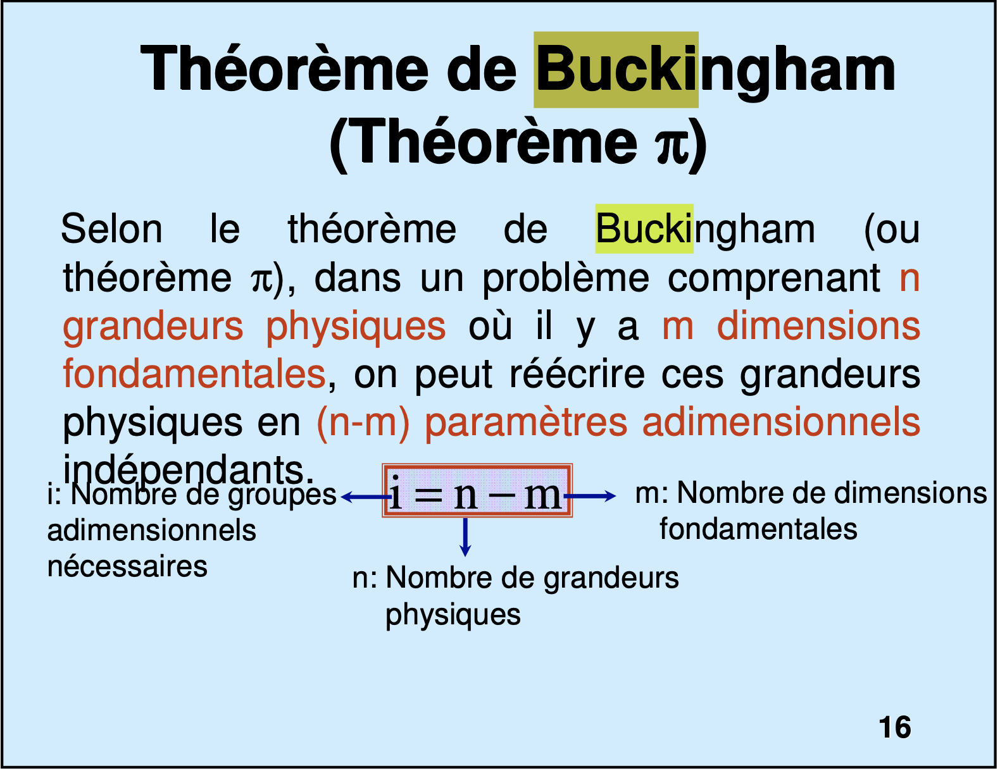 Théorème de Buckingham
(Théorème π)
Selon le théorème de Buckingham (ou
théorème π), dans un problème comprenant n
grandeurs physiques où il y a m dimensions
fondamentales, on peut réécrire ces grandeurs
physiques en (n-m) paramètres adimensionnels
indépendants.
i = n − m
i: Nombre de groupes
adimensionnels
nécessaires
m: Nombre de dimensions
fondamentales
n: Nombre de grandeurs
physiques
16